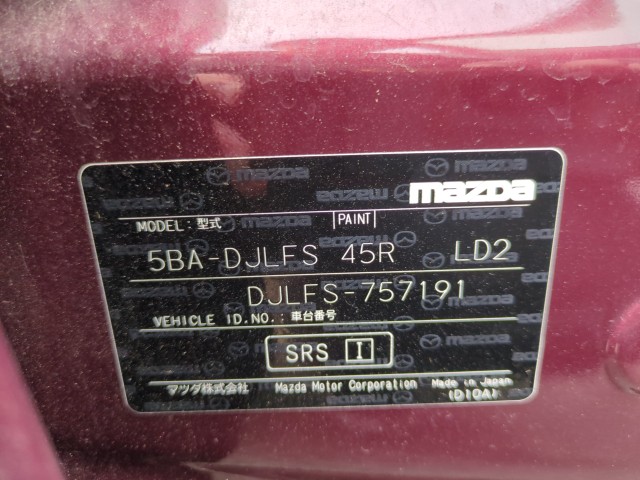 mazda
MODEL:型式 PAINT
5BA-DJLFS 45R LD2
DJLFS-757191
VEHICLE ID.NO.:車台番号
SRS I
マツダ株式会社 Mazda Motor Corporation Made in Japan
(D10A)